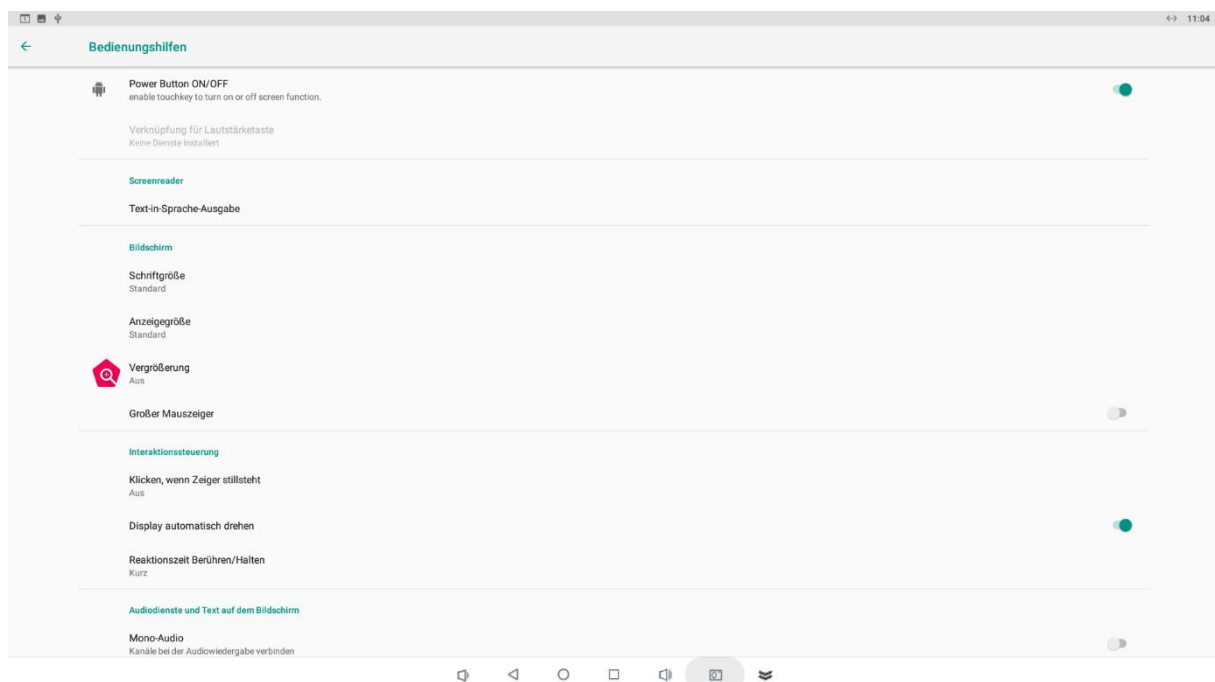 11:04
Bedienungshilfen
Power Button ON/OFF
enable touchkey to turn on or off screen function.
Verknüpfung für Lautstärketaste
Keine Dienste installiert
Screenreader
Text-in-Sprache-Ausgabe
Bildschirm
Schriftgröße
Standard
Anzeigegröße
Standard
Vergrößerung
Aus
Großer Mauszeiger
Interaktionssteuerung
Klicken, wenn Zeiger stillsteht
Aus
Display automatisch drehen
Reaktionszeit Berühren/Halten
Kurz
Audiodienste und Text auf dem Bildschirm
Mono-Audio
Kanäle bei der Audiowiedergabe verbinden